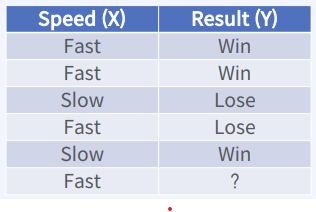 Speed (X) Result (Y)
Fast Win
Fast Win
Slow Lose
Fast Lose
Slow Win
Fast ?